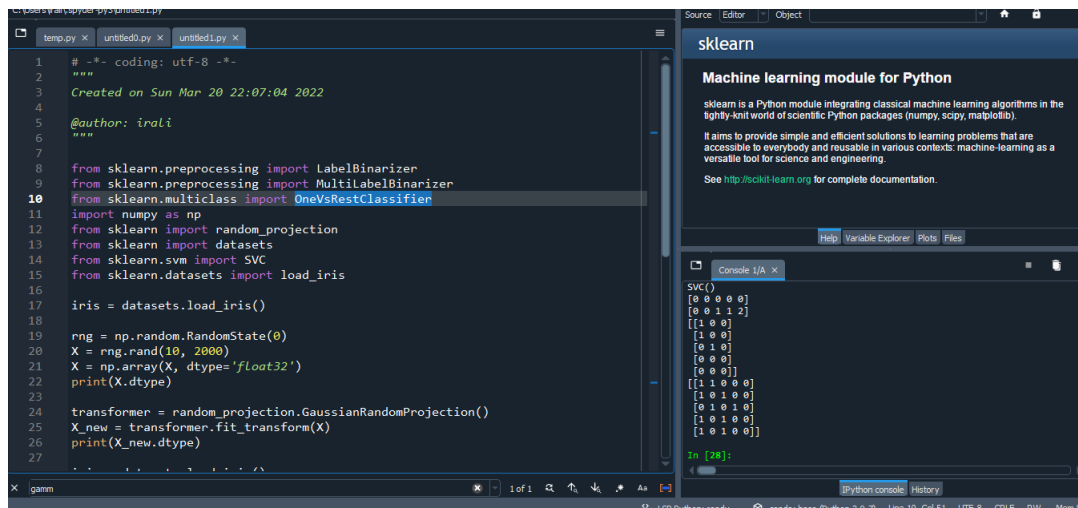 C:\Users\irali\.spyder-py3\untitled1.py
temp.py
untitled0.py
untitled1.py
1 # -*- coding: utf-8 -*-
2 """
3 Created on Sun Mar 20 22:07:04 2022
4
5 @author: irali
6 """
7
8 from sklearn.preprocessing import LabelBinarizer
9 from sklearn.preprocessing import MultiLabelBinarizer
10 from sklearn.multiclass import OneVsRestClassifier
11 import numpy as np
12 from sklearn import random_projection
13 from sklearn import datasets
14 from sklearn.svm import SVC
15 from sklearn.datasets import load_iris
16
17 iris = datasets.load_iris()
18
19 rng = np.random.RandomState(0)
20 X = rng.rand(10, 2000)
21 X = np.array(X, dtype='float32')
22 print(X.dtype)
23
24 transformer = random_projection.GaussianRandomProjection()
25 X_new = transformer.fit_transform(X)
26 print(X_new.dtype)
27
gamm
1 of 1
Aa
Source Editor Object
sklearn
Machine learning module for Python
sklearn is a Python module integrating classical machine learning algorithms in the
tightly-knit world of scientific Python packages (numpy, scipy, matplotlib).
It aims to provide simple and efficient solutions to learning problems that are
accessible to everybody and reusable in various contexts: machine-learning as a
versatile tool for science and engineering.
See http://scikit-learn.org for complete documentation.
Help Variable Explorer Plots Files
Console 1/A
SVC()
[0 0 0 0 0]
[0 0 1 1 2]
[[1 0 0]
[1 0 0]
[0 1 0]
[0 0 0]
[0 0 0]]
[[1 1 0 0 0]
[1 0 1 0 0]
[0 1 0 1 0]
[1 0 1 0 0]
[1 0 1 0 0]]
In [28]:
IPython console History